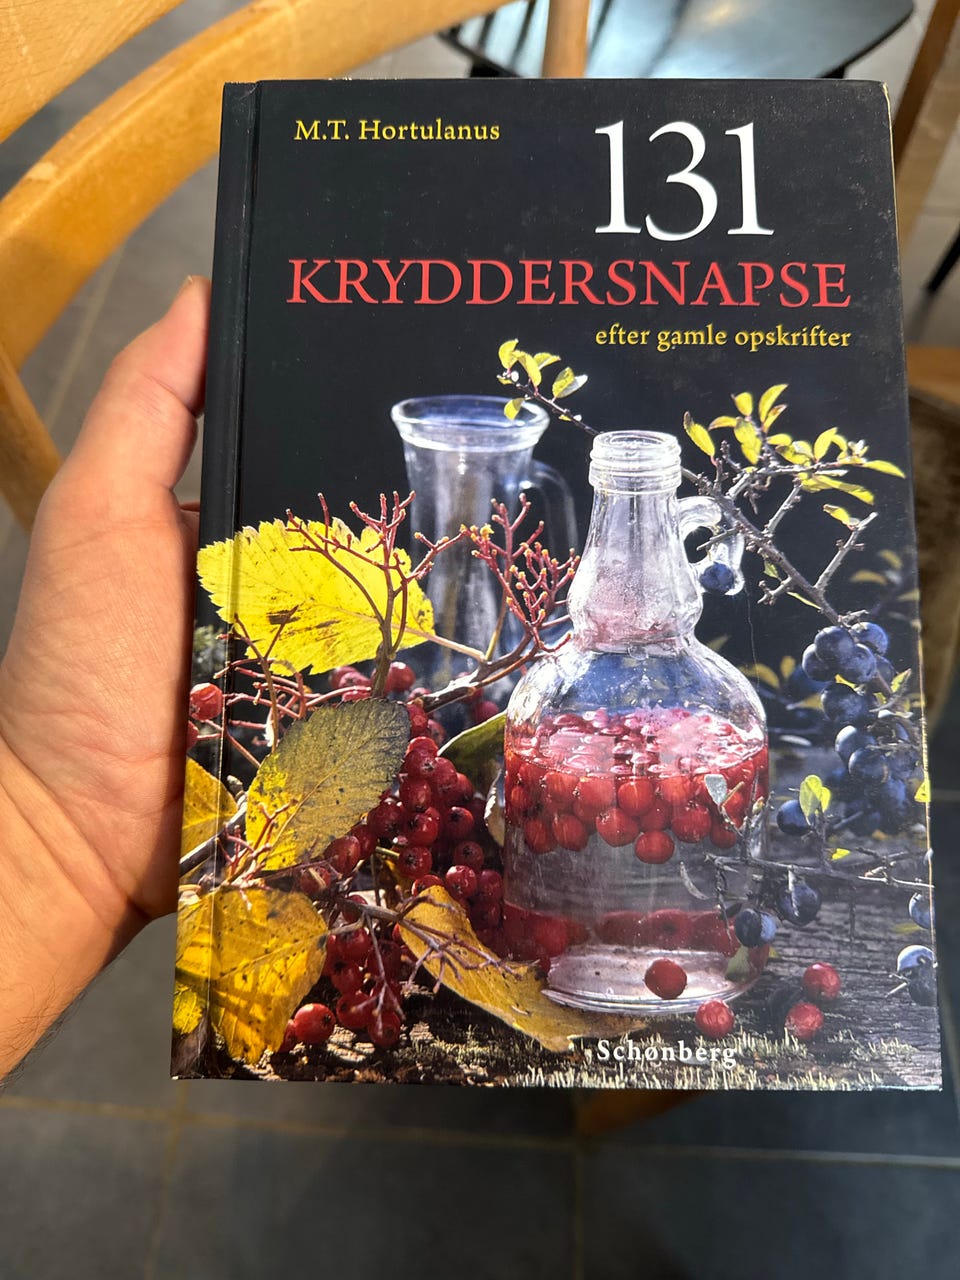 M.T. Hortulanus
131
KRYDDERSNAPSE
efter gamle opskrifter
Schønberg